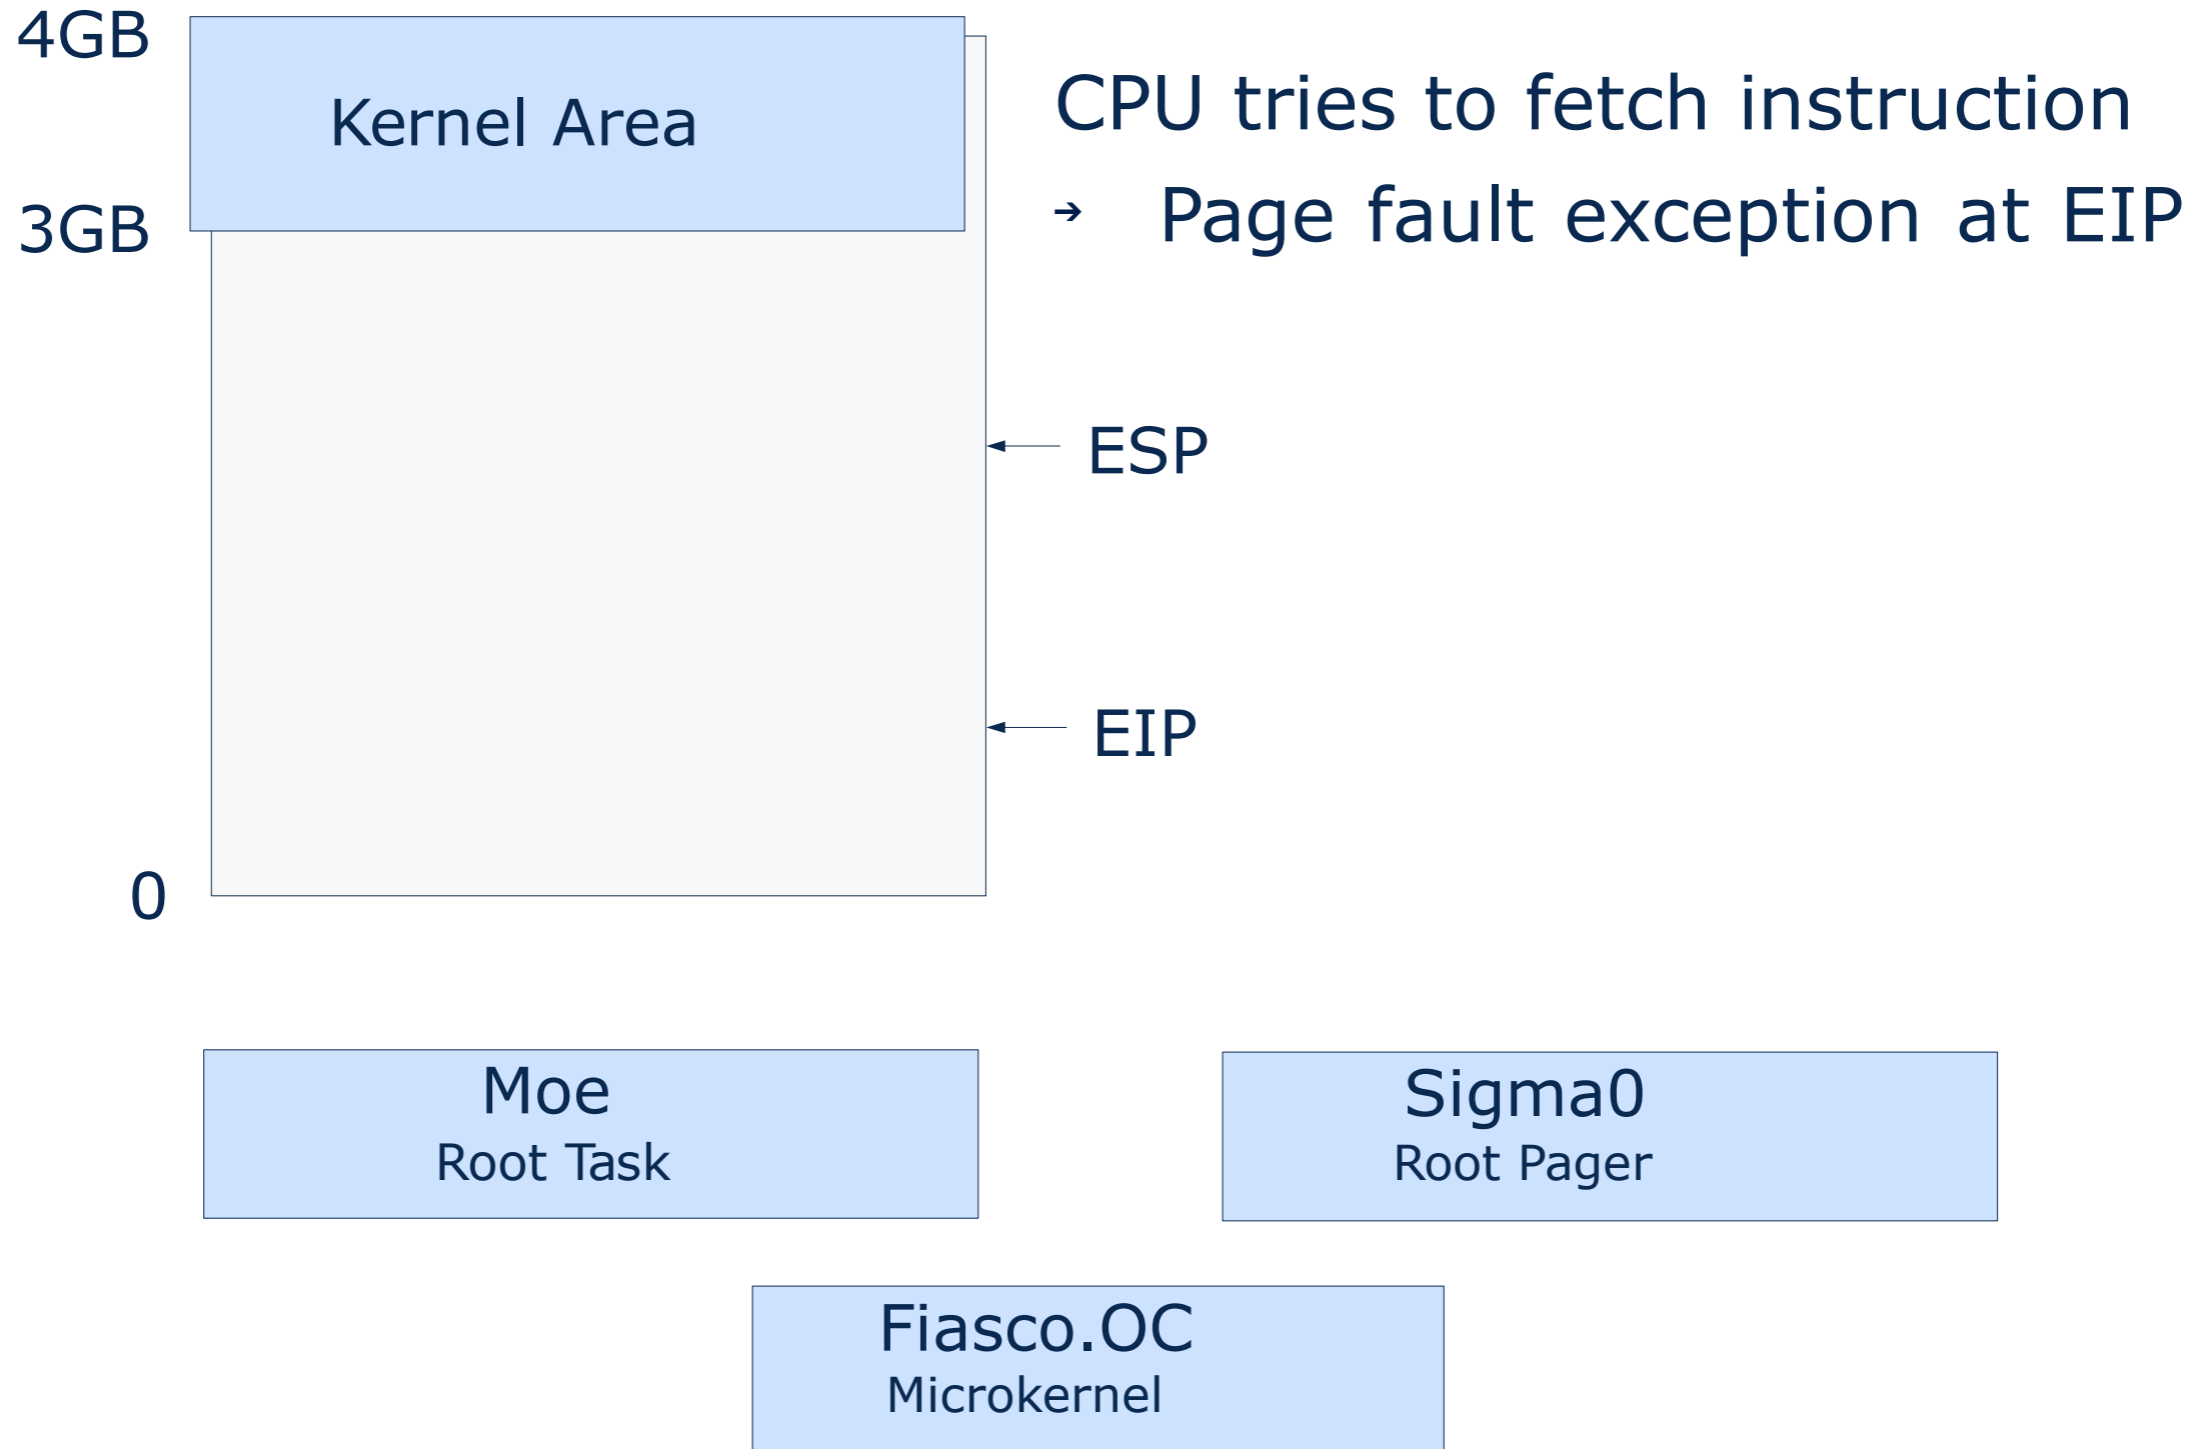 4GB
Kernel Area
3GB
0
CPU tries to fetch instruction
➔ Page fault exception at EIP
ESP
EIP
Moe
Root Task
Sigma0
Root Pager
Fiasco.OC
Microkernel